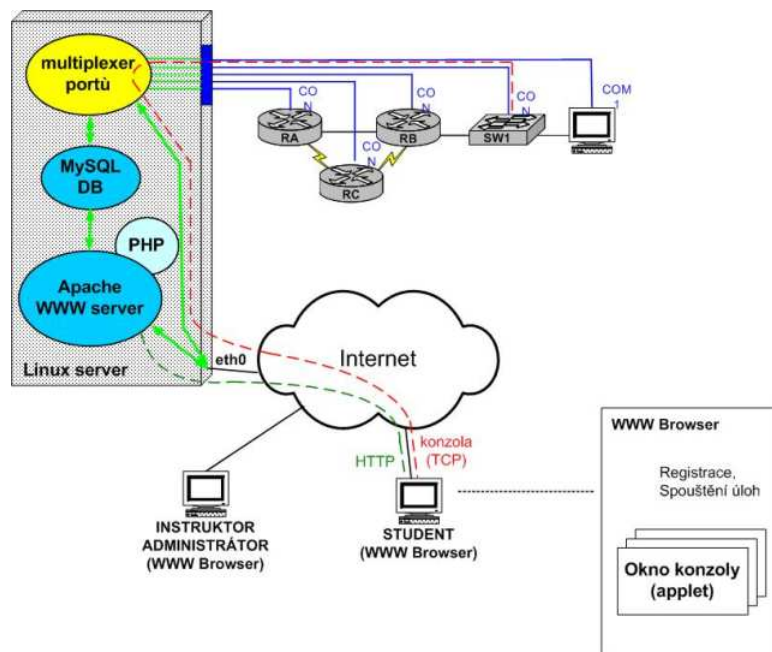 multiplexer
portù
MySQL
DB
PHP
Apache
WWW server
Linux server
eth0
CO
N
RA
CO
N
RB
CO
N
RC
CO
N
SW1
COM
1
Internet
HTTP
konzola
(TCP)
INSTRUKTOR
ADMINISTRÁTOR
(WWW Browser)
STUDENT
(WWW Browser)
WWW Browser
Registrace,
Spouštění úloh
Okno konzoly
(applet)